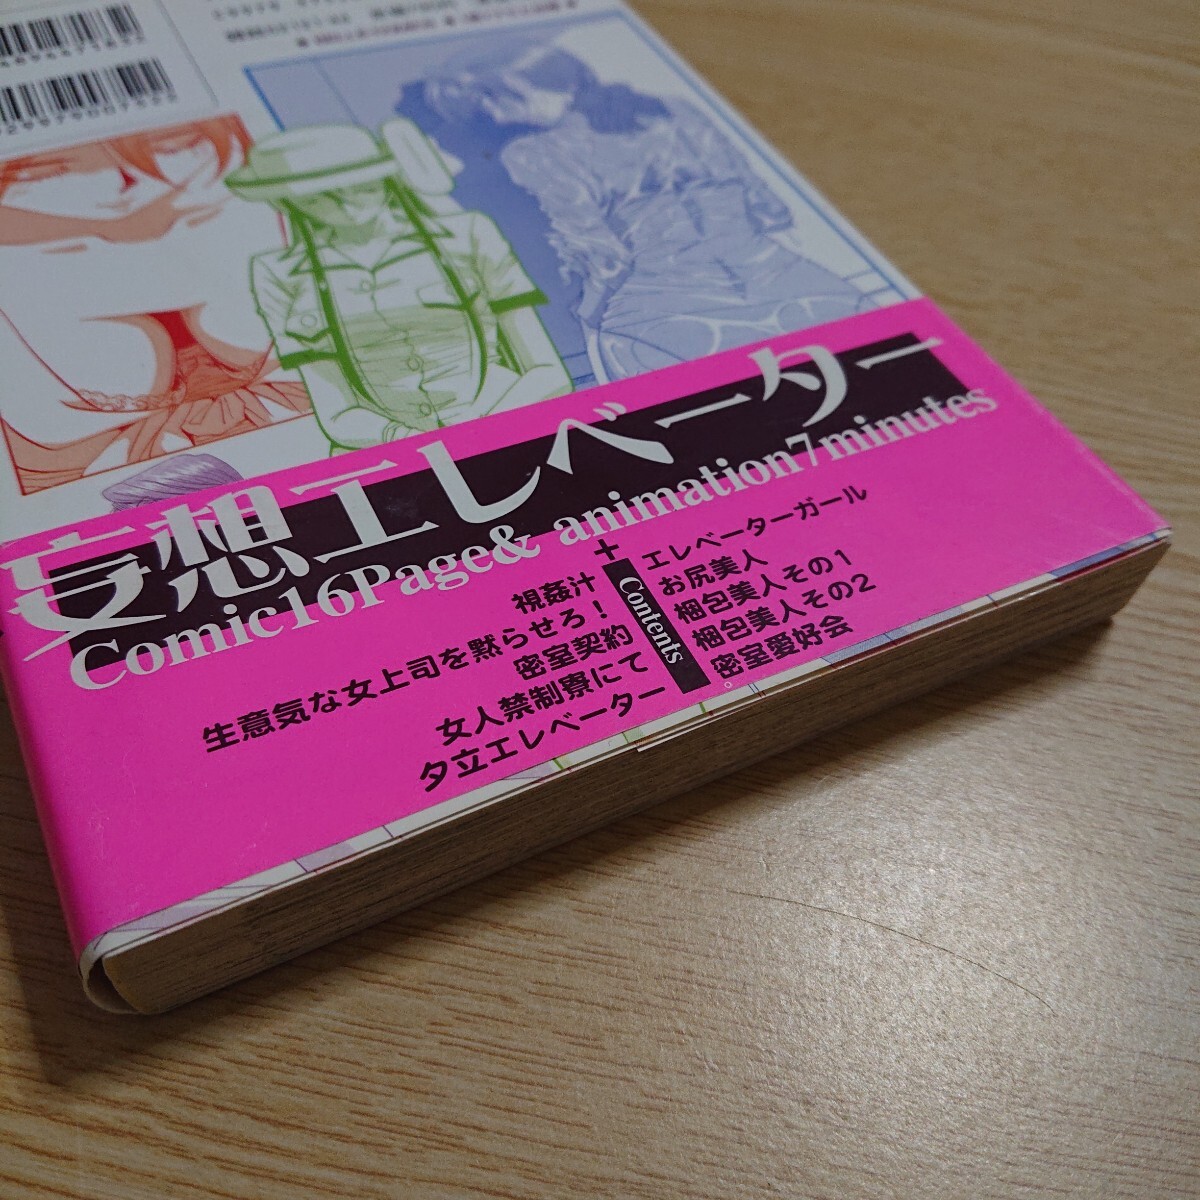 妄想エレベーター
Comic16Page& animation7minutes
+
Contents
エレベーターガール
お尻美人
梱包美人その1
梱包美人その2
密室愛好会
視姦汁
生意気な女上司を黙らせろ！
密室契約
女人禁制寮にて
夕立エレベーター
。